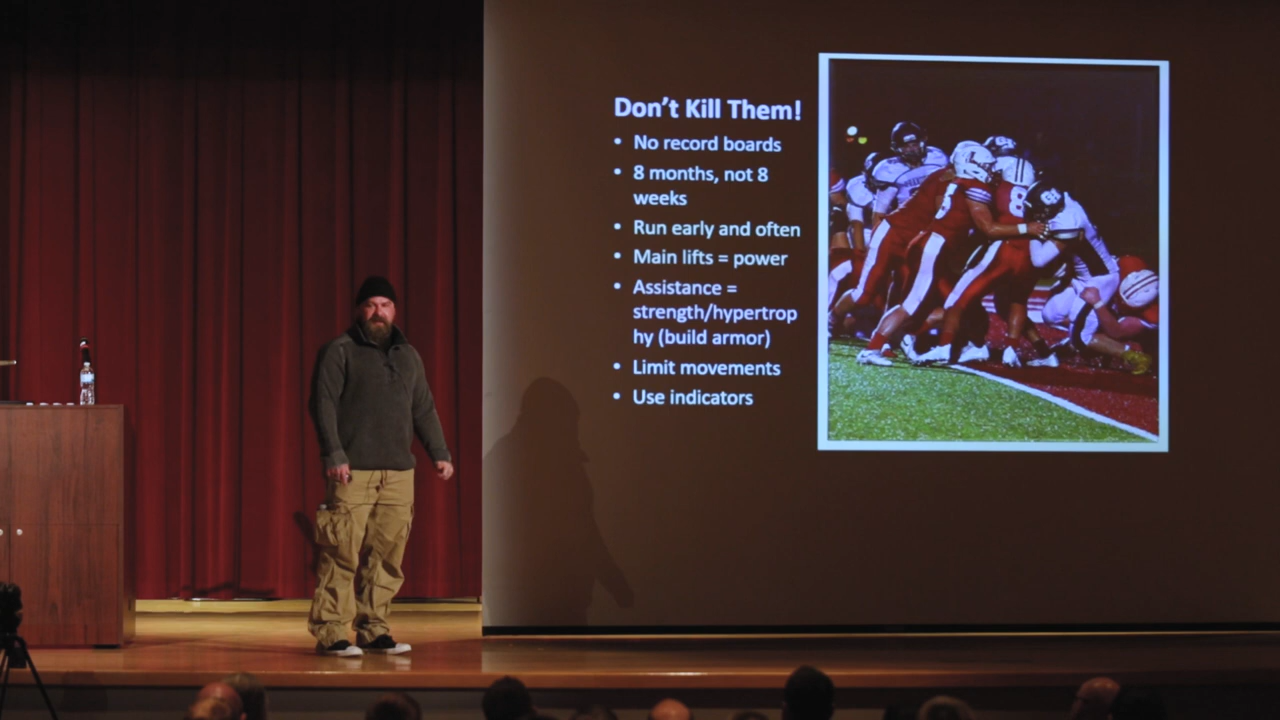 Don't Kill Them!
• No record boards
• 8 months, not 8
weeks
• Run early and often
• Main lifts = power
• Assistance =
strength/hypertrop
hy (build armor)
• Limit movements
• Use indicators
8